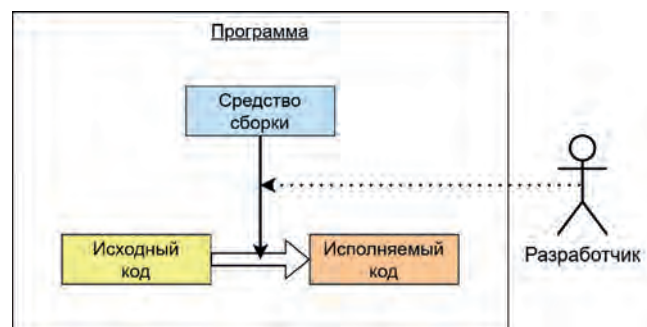 Программа
Средство
сборки
Исходный
код
Исполняемый
код
Разработчик